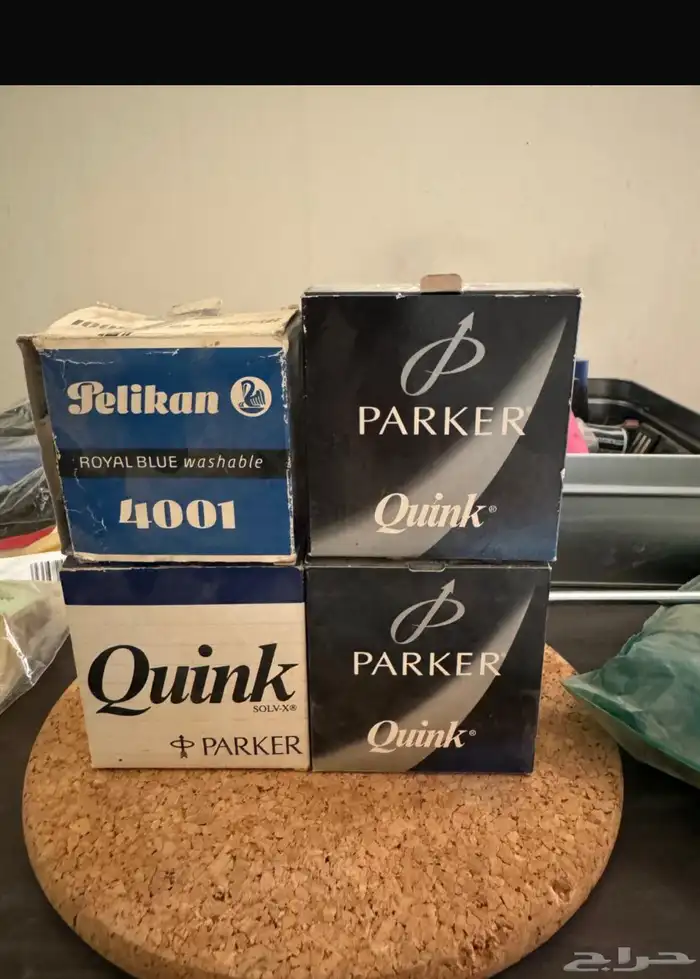 Pelikan
ROYAL BLUE washable
4001
PARKER
Quink®
Quink
SOLV-X®
PARKER
PARKER
Quink®
حراج